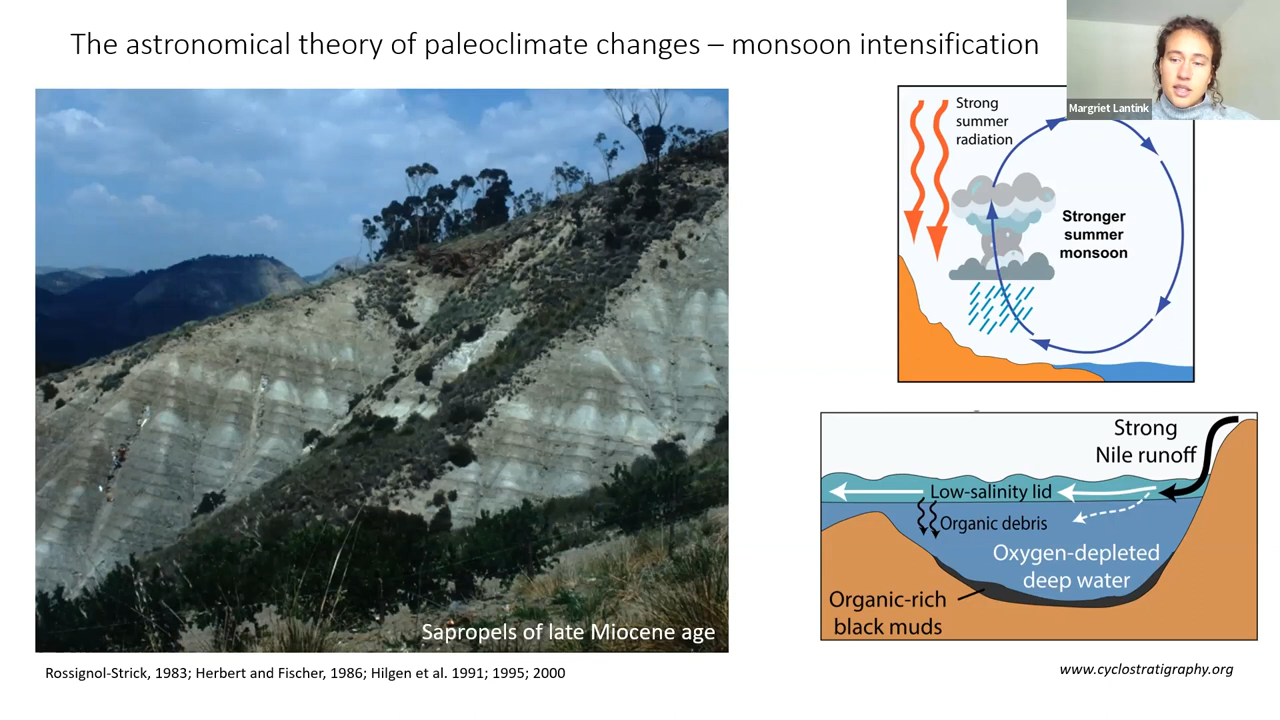 The astronomical theory of paleoclimate changes – monsoon intensification
Margriet Lantink
Strong
summer
radiation
Stronger
summer
monsoon
Strong
Nile runoff
Low-salinity lid
Organic debris
Oxygen-depleted
deep water
Organic-rich
black muds
Sapropels of late Miocene age
Rossignol-Strick, 1983; Herbert and Fischer, 1986; Hilgen et al. 1991; 1995; 2000
www.cyclostratigraphy.org